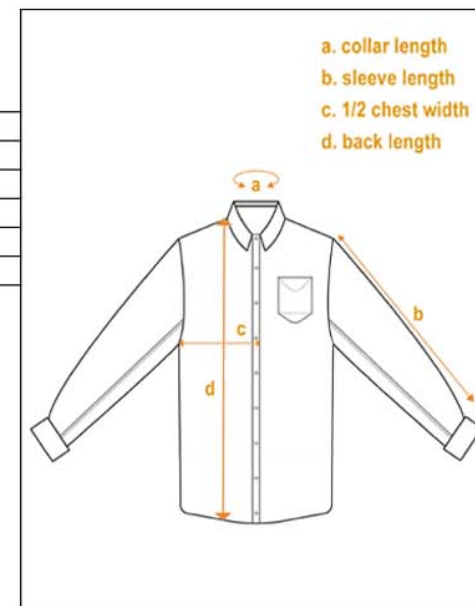 a. collar length
b. sleeve length
c. 1/2 chest width
d. back length
a
b
c
d